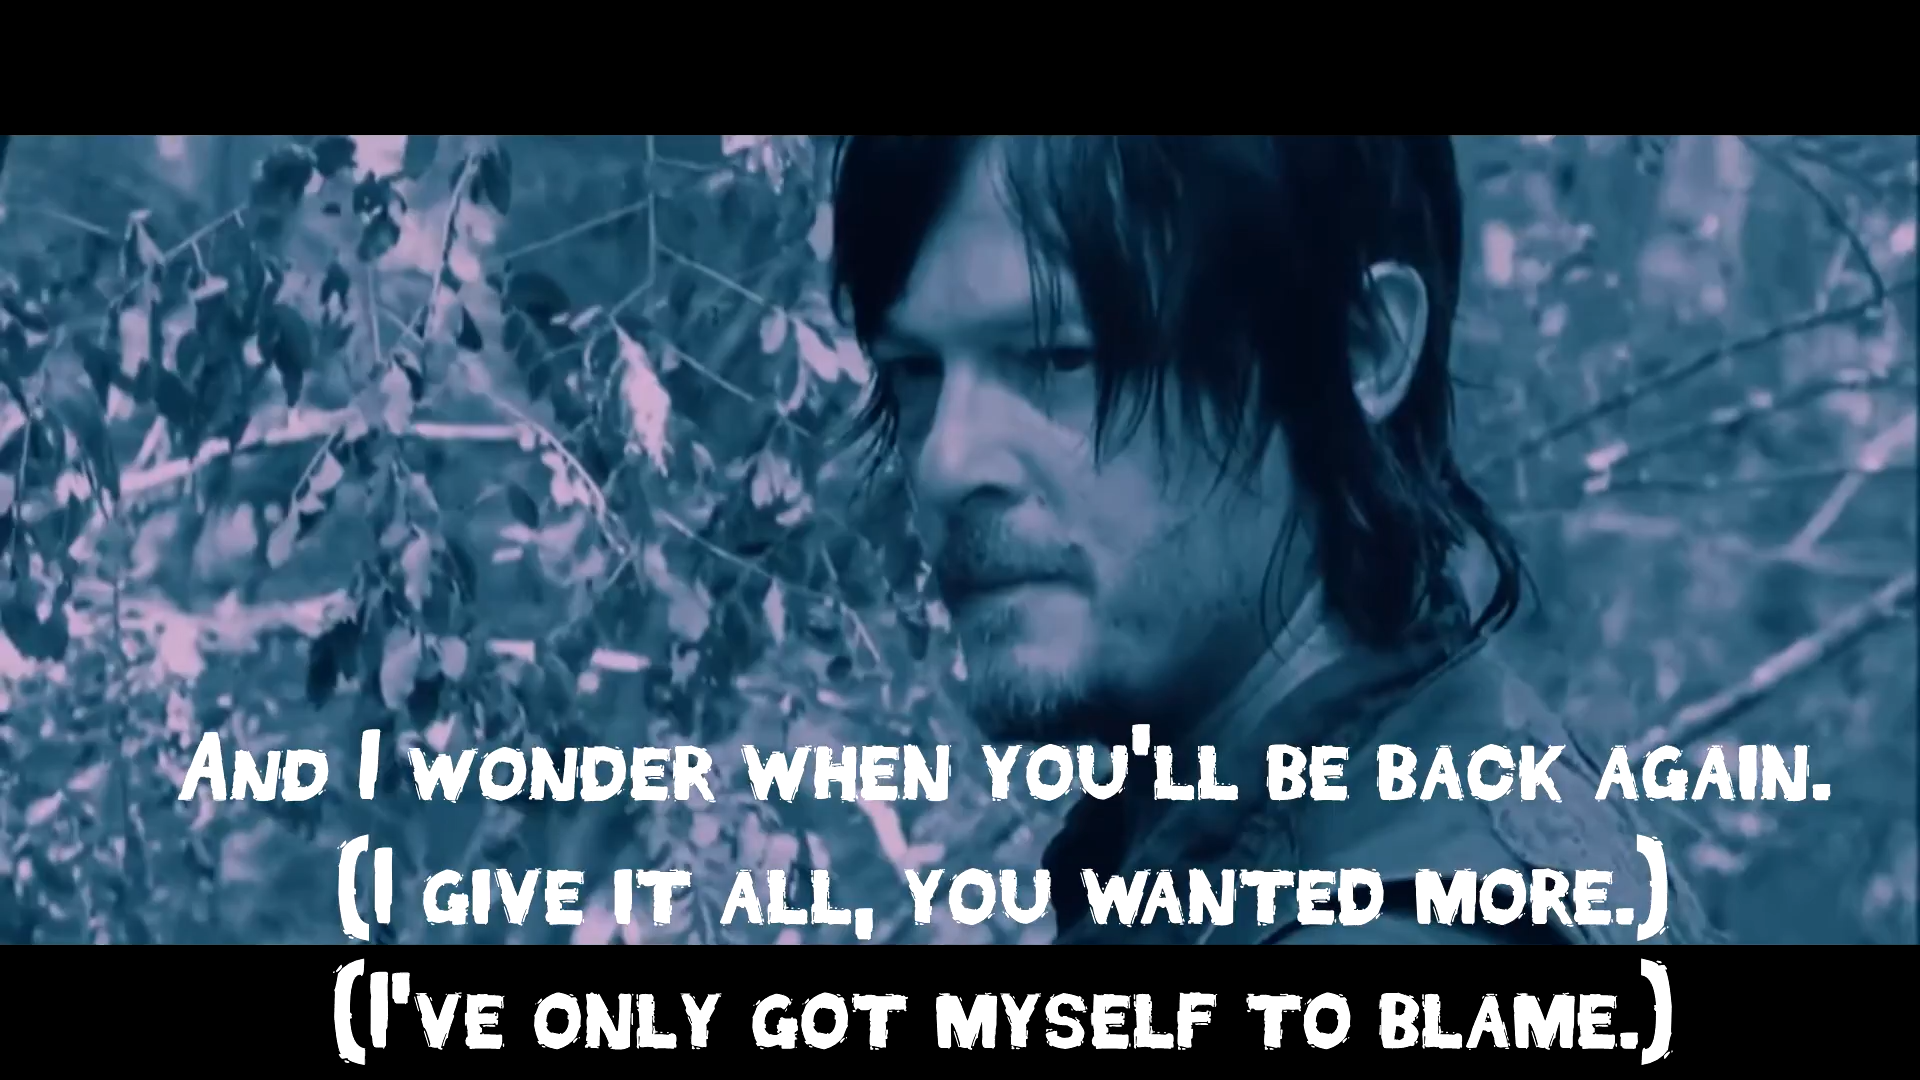 And I wonder when you'll be back again.
(I give it all, you wanted more.)
(I've only got myself to blame.)